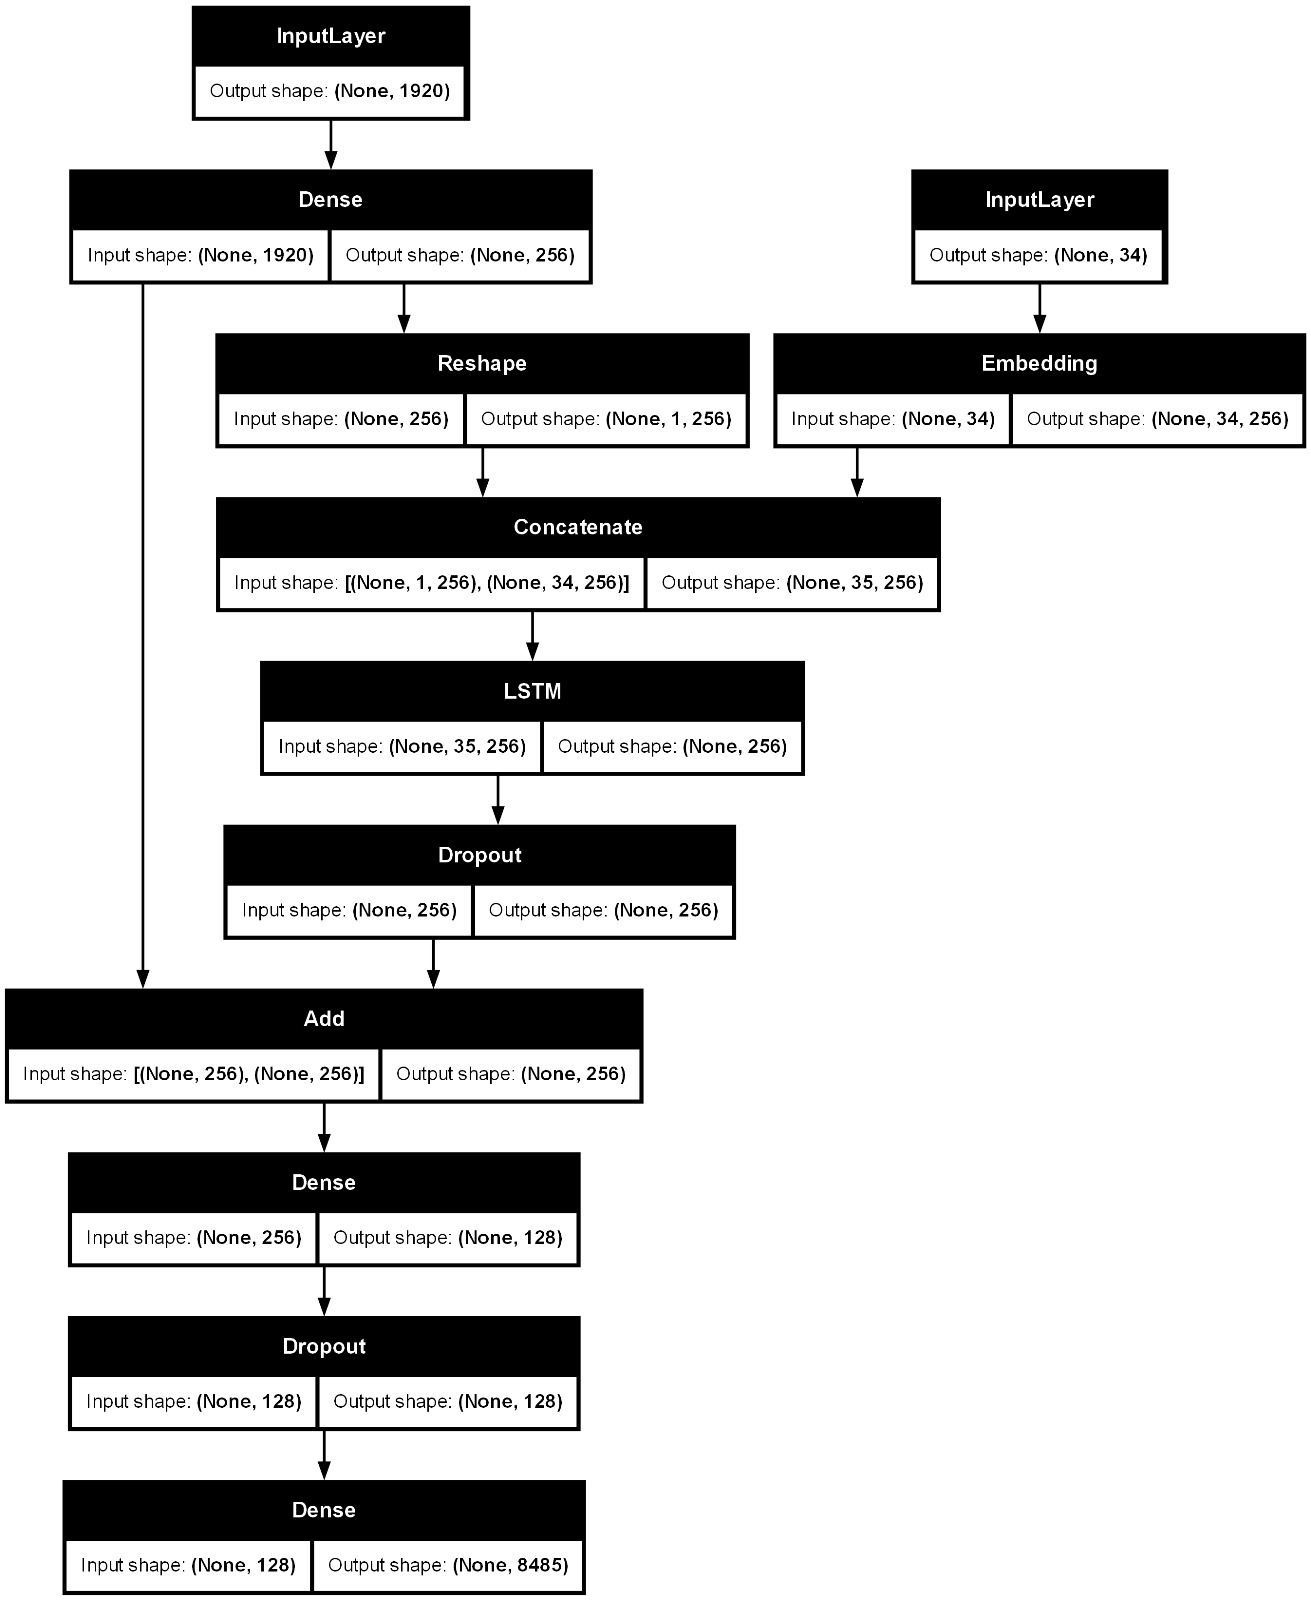 InputLayer
Output shape: (None, 1920)
Dense
Input shape: (None, 1920) Output shape: (None, 256)
InputLayer
Output shape: (None, 34)
Reshape
Input shape: (None, 256) Output shape: (None, 1, 256)
Embedding
Input shape: (None, 34) Output shape: (None, 34, 256)
Concatenate
Input shape: [(None, 1, 256), (None, 34, 256)] Output shape: (None, 35, 256)
LSTM
Input shape: (None, 35, 256) Output shape: (None, 256)
Dropout
Input shape: (None, 256) Output shape: (None, 256)
Add
Input shape: [(None, 256), (None, 256)] Output shape: (None, 256)
Dense
Input shape: (None, 256) Output shape: (None, 128)
Dropout
Input shape: (None, 128) Output shape: (None, 128)
Dense
Input shape: (None, 128) Output shape: (None, 8485)